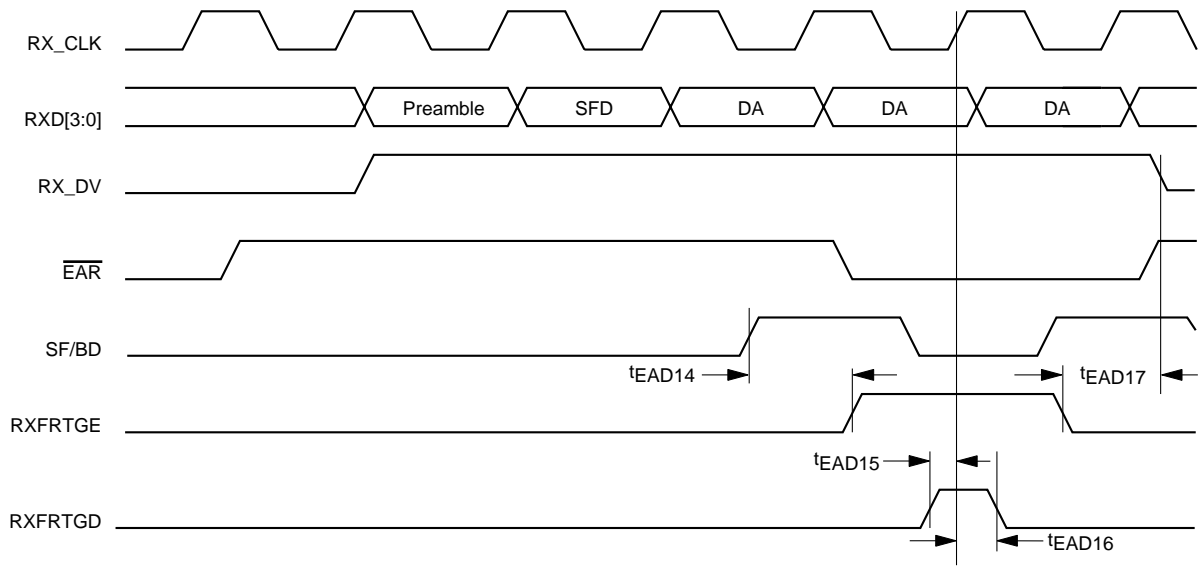 RX_CLK
RXD[3:0]
Preamble
SFD
DA
DA
DA
RX_DV
EAR
SF/BD
tEAD14
tEAD17
RXFRTGE
tEAD15
RXFRTGD
tEAD16